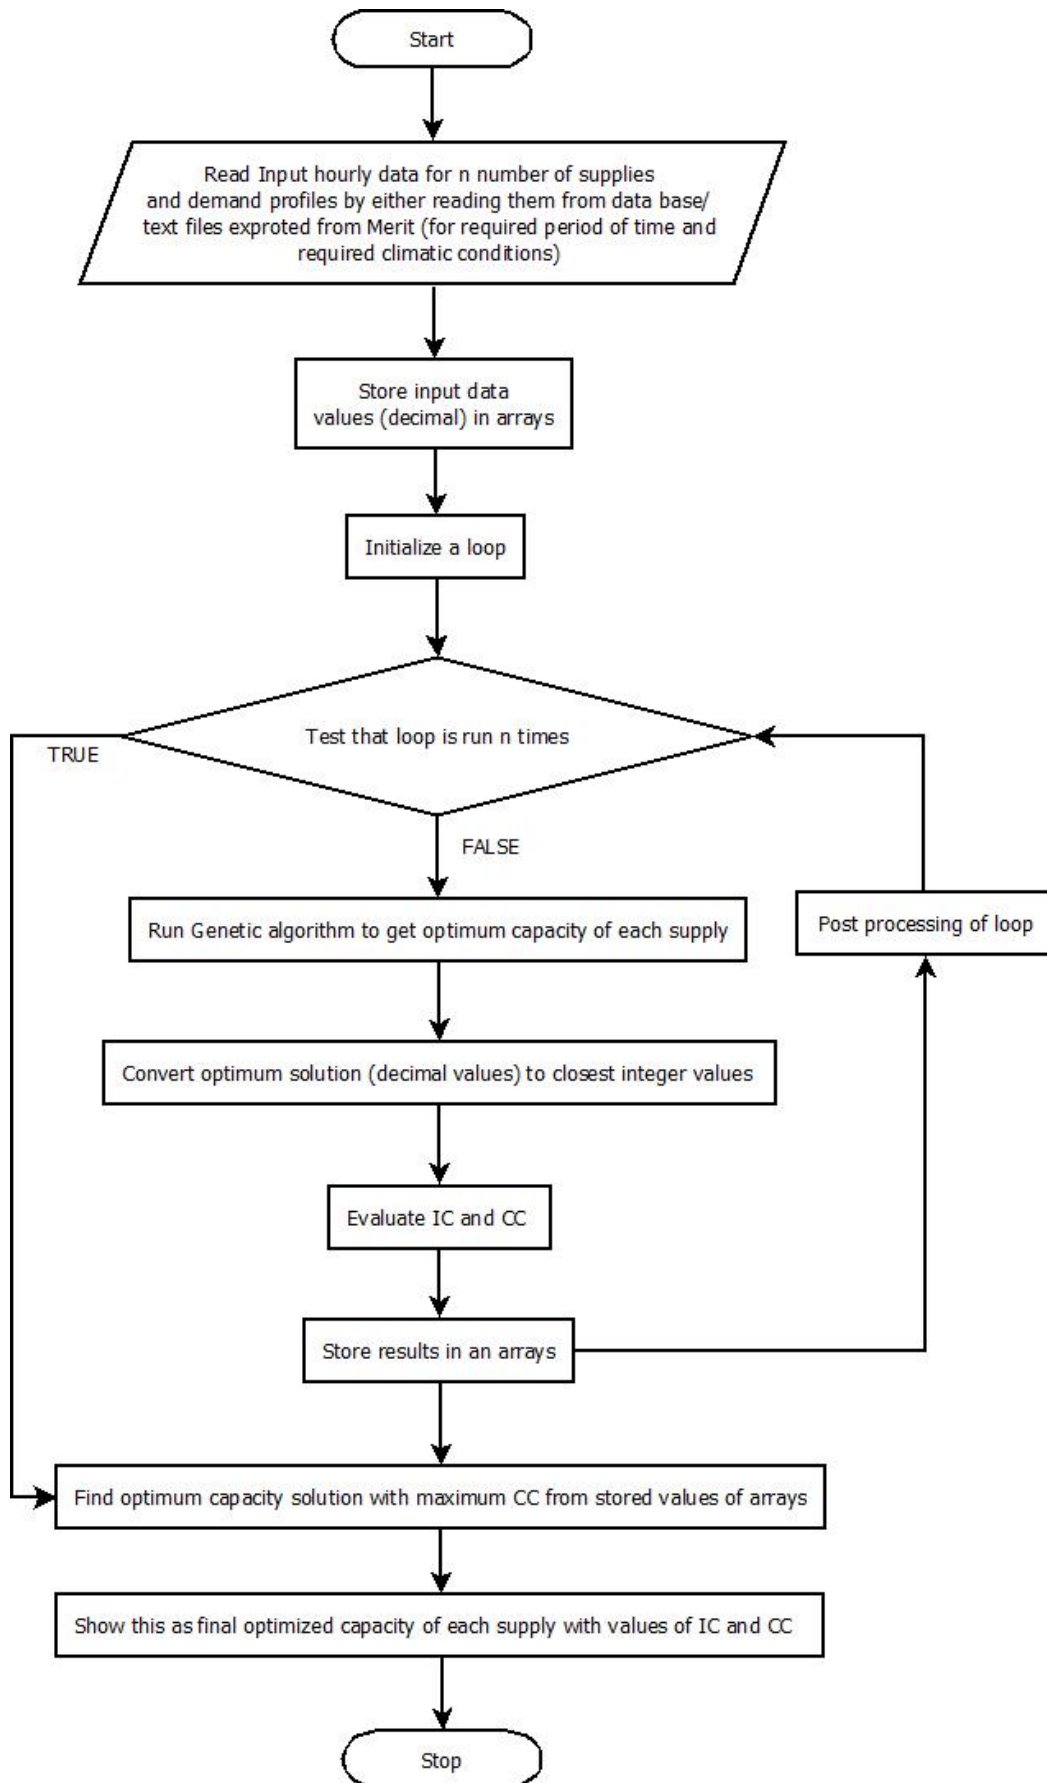 Start
Read Input hourly data for n number of supplies
and demand profiles by either reading them from data base/
text files exproted from Merit (for required period of time and
required climatic conditions)
Store input data
values (decimal) in arrays
Initialize a loop
Test that loop is run n times
TRUE
FALSE
Run Genetic algorithm to get optimum capacity of each supply
Post processing of loop
Convert optimum solution (decimal values) to closest integer values
Evaluate IC and CC
Store results in an arrays
Find optimum capacity solution with maximum CC from stored values of arrays
Show this as final optimized capacity of each supply with values of IC and CC
Stop